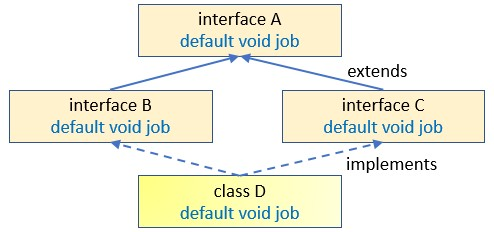 interface A
default void job
extends
interface B
default void job
interface C
default void job
implements
class D
default void job